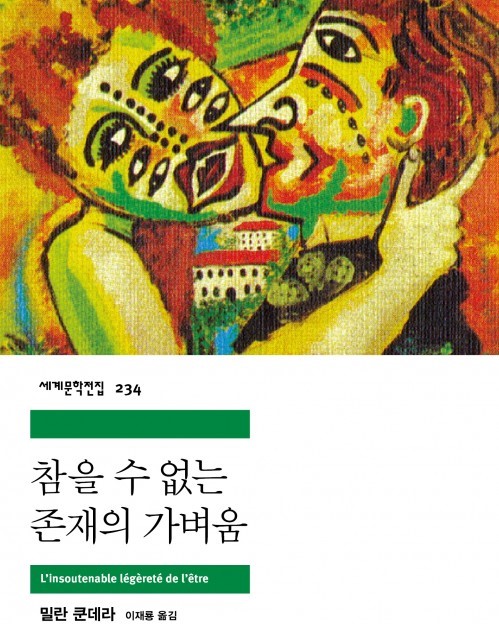 세계문학전집 234
참을 수 없는
존재의 가벼움
L'insoutenable légèreté de l'être
밀란 쿤데라 이재룡 옮김